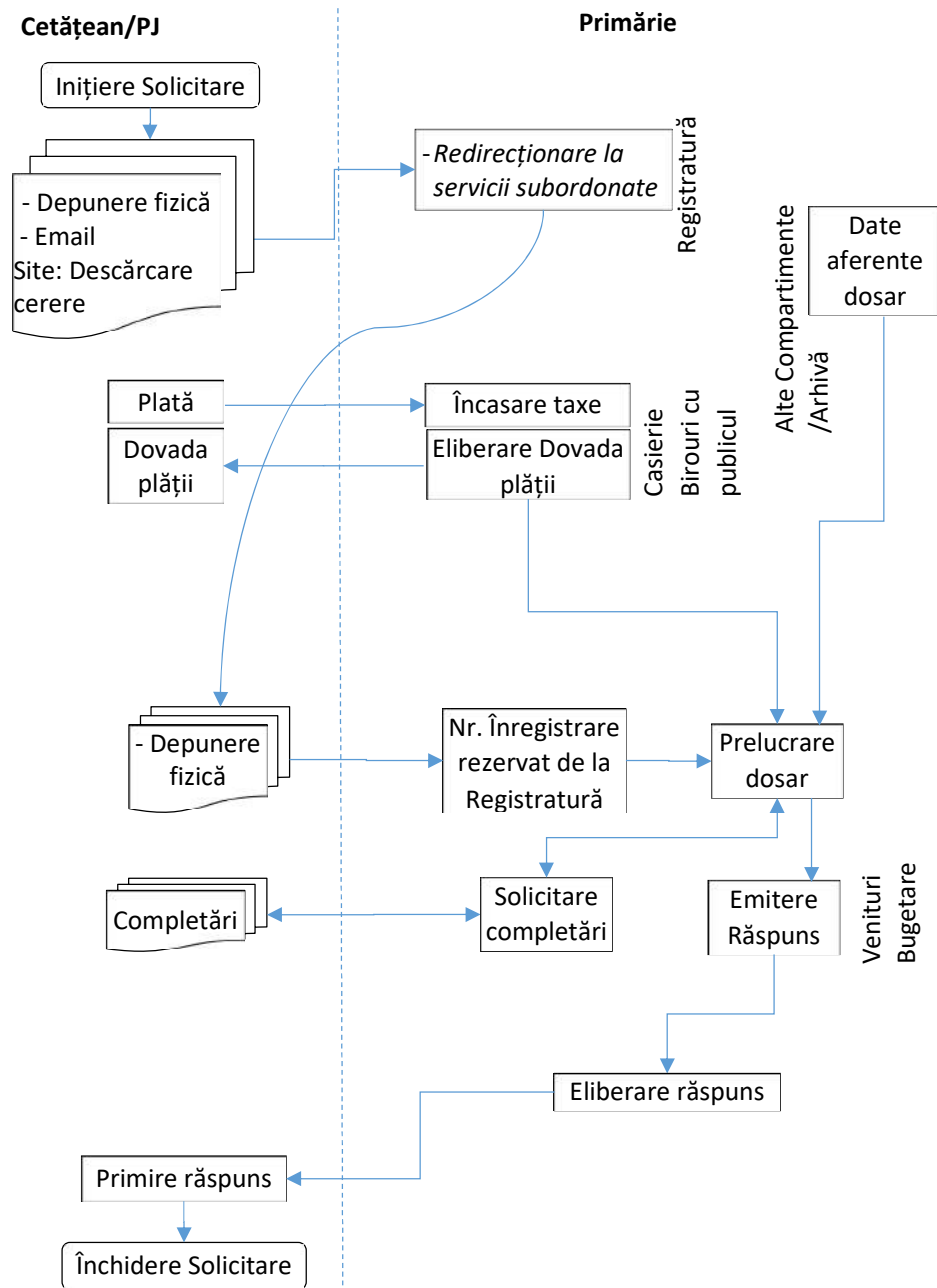 Cetățean/PJ
Primărie
Inițiere Solicitare
- Depunere fizică
- Email
Site: Descărcare
cerere
- Redirecționare la
servicii subordonate
Registratură
Date
aferente
dosar
Alte Compartimente
/Arhivă
Plată
Încasare taxe
Dovada
plății
Eliberare Dovada
plății
Casierie
Birouri cu
publicul
- Depunere
fizică
Nr. Înregistrare
rezervat de la
Registratură
Prelucrare
dosar
Completări
Solicitare
completări
Emitere
Răspuns
Venituri
Bugetare
Eliberare răspuns
Primire răspuns
Închidere Solicitare